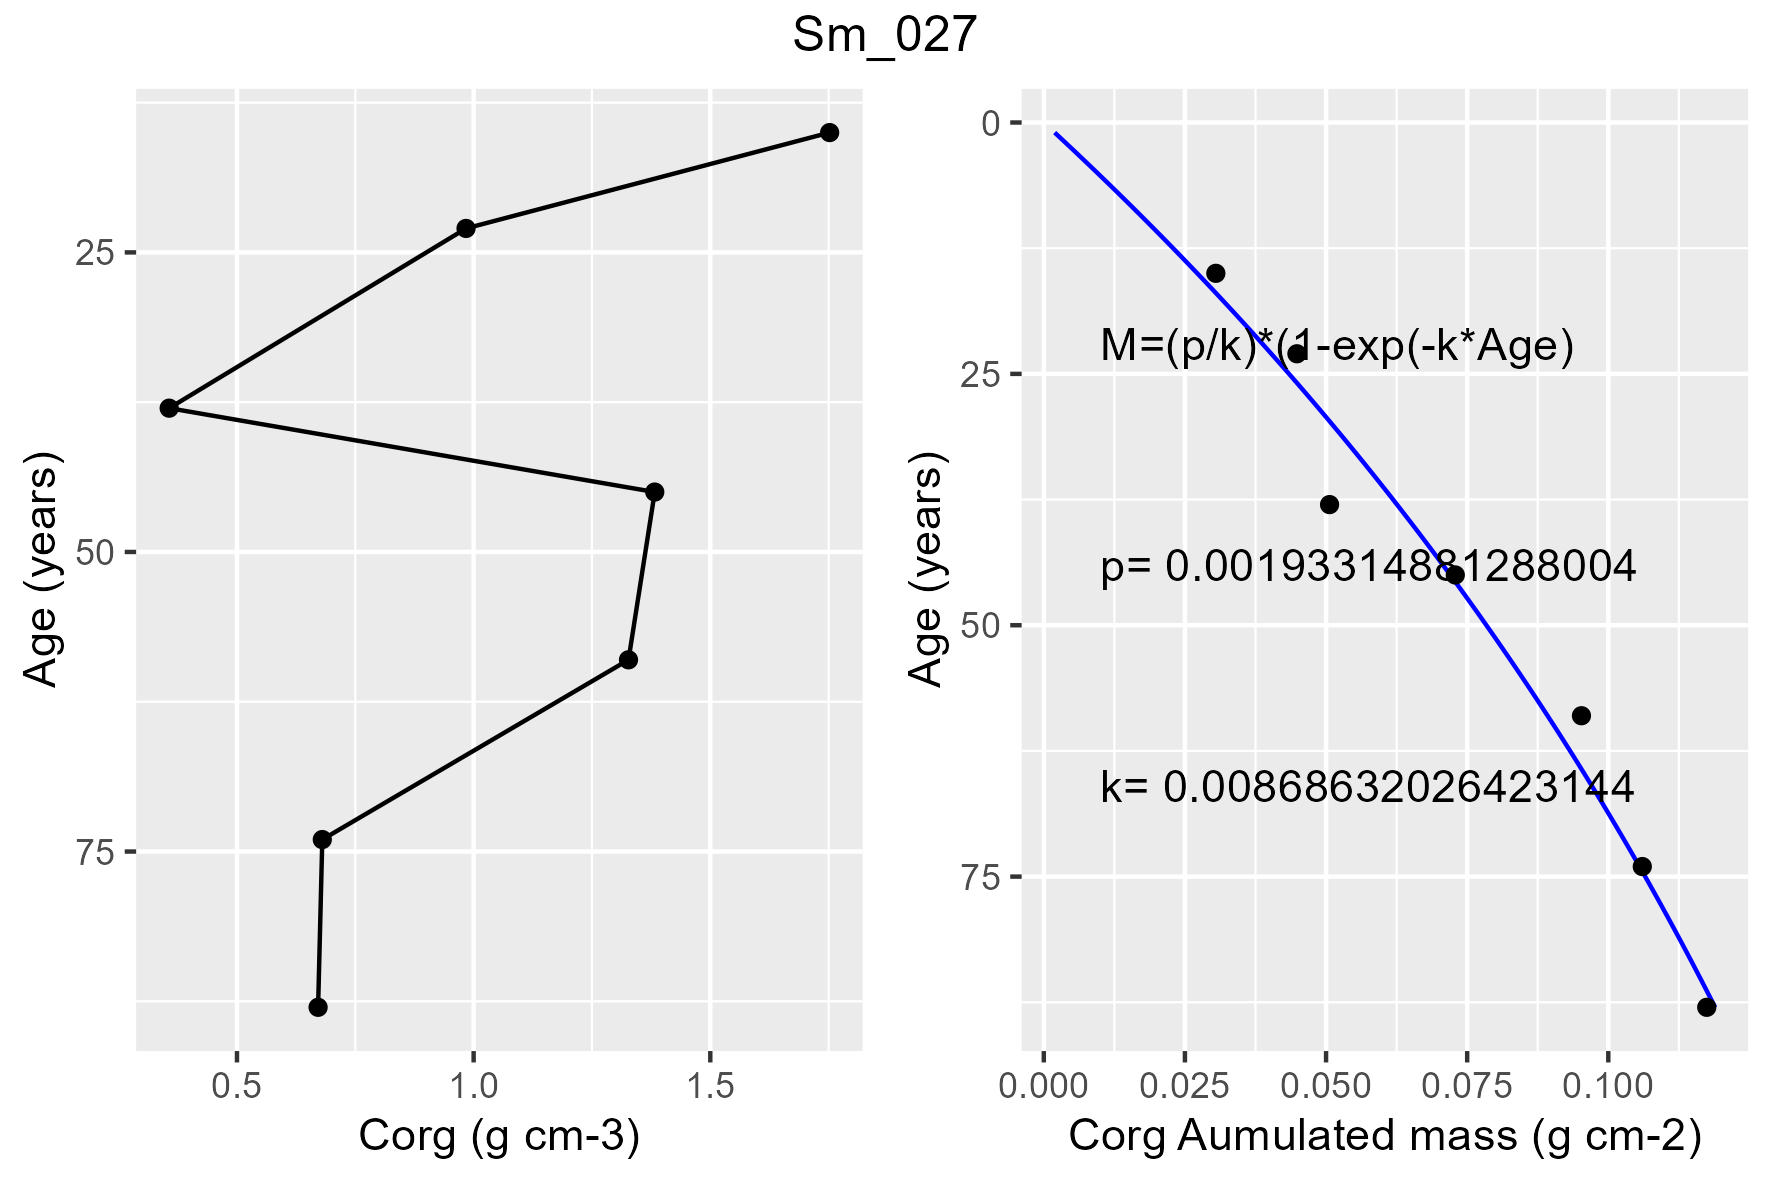 Sm_027
Age (years)
25
50
75
0.5
1.0
1.5
Corg (g cm-3)
Age (years)
0
25
50
75
M=(p/k)*(1-exp(-k*Age)
p= 0.00193314881288004
k= 0.00868632026423144
0.000
0.025
0.050
0.075
0.100
Corg Aumulated mass (g cm-2)